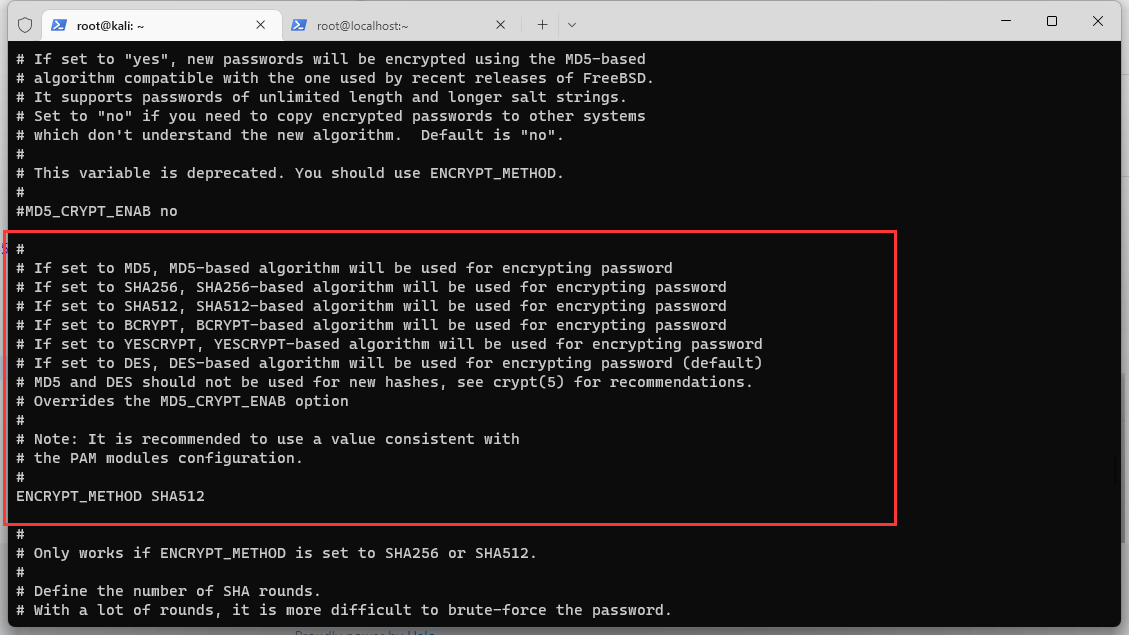 root@kali: ~
root@localhost:~
# If set to "yes", new passwords will be encrypted using the MD5-based
# algorithm compatible with the one used by recent releases of FreeBSD.
# It supports passwords of unlimited length and longer salt strings.
# Set to "no" if you need to copy encrypted passwords to other systems
# which don't understand the new algorithm.  Default is "no".
#
# This variable is deprecated. You should use ENCRYPT_METHOD.
#
#MD5_CRYPT_ENAB no
#
# If set to MD5, MD5-based algorithm will be used for encrypting password
# If set to SHA256, SHA256-based algorithm will be used for encrypting password
# If set to SHA512, SHA512-based algorithm will be used for encrypting password
# If set to BCRYPT, BCRYPT-based algorithm will be used for encrypting password
# If set to YESCRYPT, YESCRYPT-based algorithm will be used for encrypting password
# If set to DES, DES-based algorithm will be used for encrypting password (default)
# MD5 and DES should not be used for new hashes, see crypt(5) for recommendations.
# Overrides the MD5_CRYPT_ENAB option
#
# Note: It is recommended to use a value consistent with
# the PAM modules configuration.
#
ENCRYPT_METHOD SHA512
#
# Only works if ENCRYPT_METHOD is set to SHA256 or SHA512.
#
# Define the number of SHA rounds.
# With a lot of rounds, it is more difficult to brute-force the password.